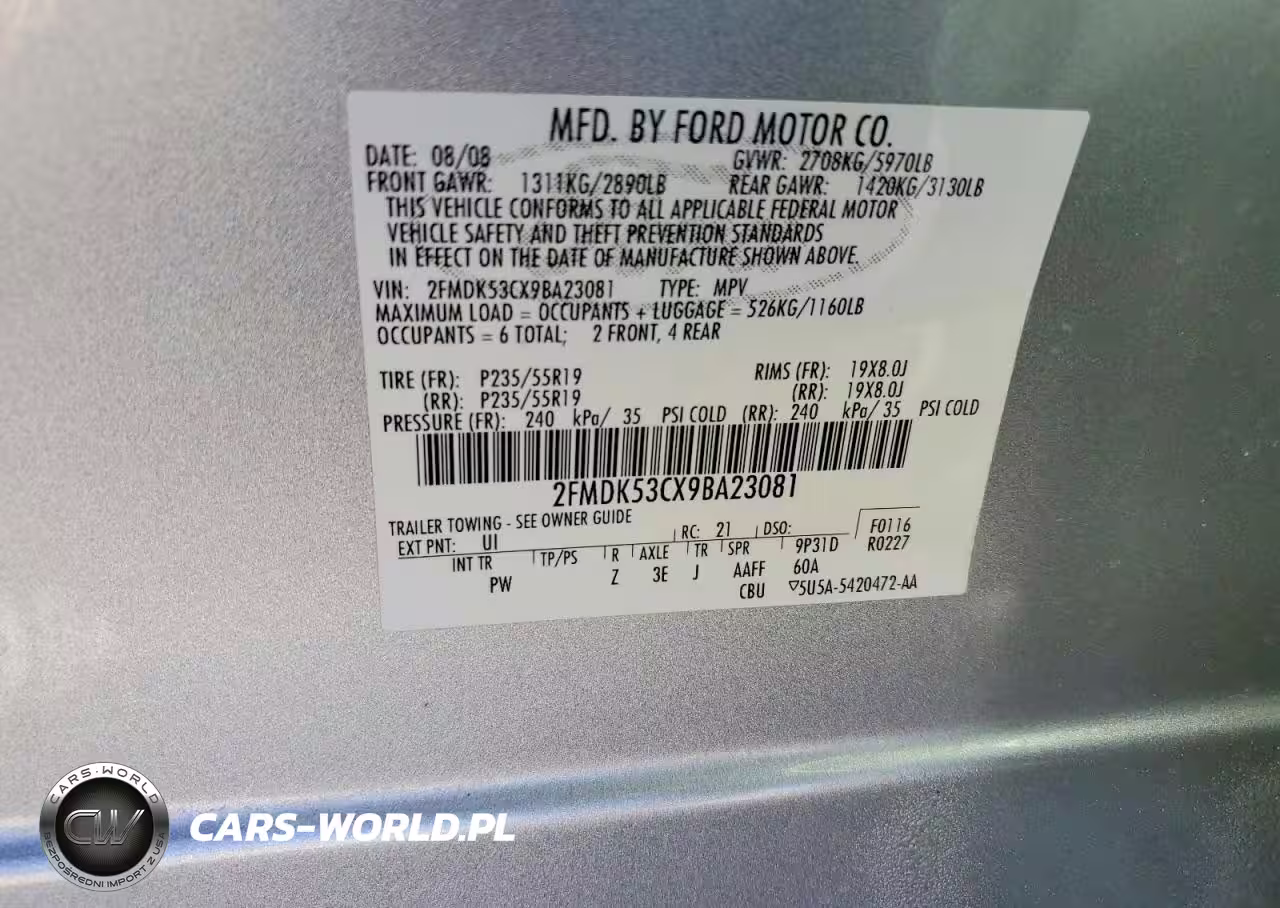 MFD. BY FORD MOTOR CO.
DATE: 08/08 GVWR: 2708KG/5970LB
FRONT GAWR: 1311KG/2890LB REAR GAWR: 1420KG/3130LB
THIS VEHICLE CONFORMS TO ALL APPLICABLE FEDERAL MOTOR
VEHICLE SAFETY AND THEFT PREVENTION STANDARDS
IN EFFECT ON THE DATE OF MANUFACTURE SHOWN ABOVE.
VIN: 2FMDK53CX9BA23081 TYPE: MPV
MAXIMUM LOAD = OCCUPANTS + LUGGAGE = 526KG/1160LB
OCCUPANTS = 6 TOTAL; 2 FRONT, 4 REAR
TIRE (FR): P235/55R19 RIMS (FR): 19X8.0J
(RR): P235/55R19 (RR): 19X8.0J
PRESSURE (FR): 240 kPa/ 35 PSI COLD (RR): 240 kPa/ 35 PSI COLD
2FMDK53CX9BA23081
TRAILER TOWING - SEE OWNER GUIDE
EXT PNT: UI RC: 21 DSO: F0116
INT TR TP/PS R AXLE TR SPR 9P31D R0227
PW Z 3E J AAFF 60A
CBU 5U5A-5420472-AA
CARS-WORLD
CW
BEZPOŚREDNI IMPORT Z USA
CARS-WORLD.PL